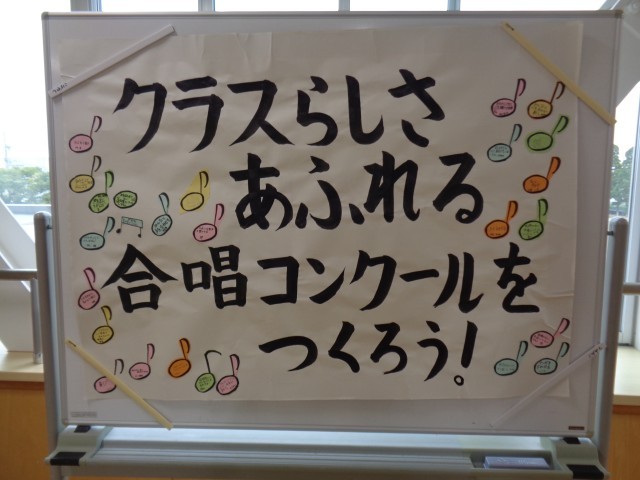 クラスらしさ
あふれる
合唱コンクールを
つくろう!